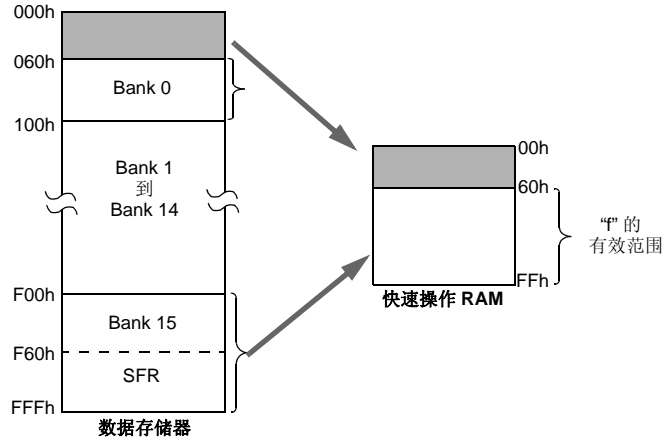 000h
060h
Bank 0
100h
Bank 1
到
Bank 14
F00h
Bank 15
F60h
SFR
FFFh
数据存储器
00h
60h
“f” 的
有效范围
FFh
快速操作 RAM